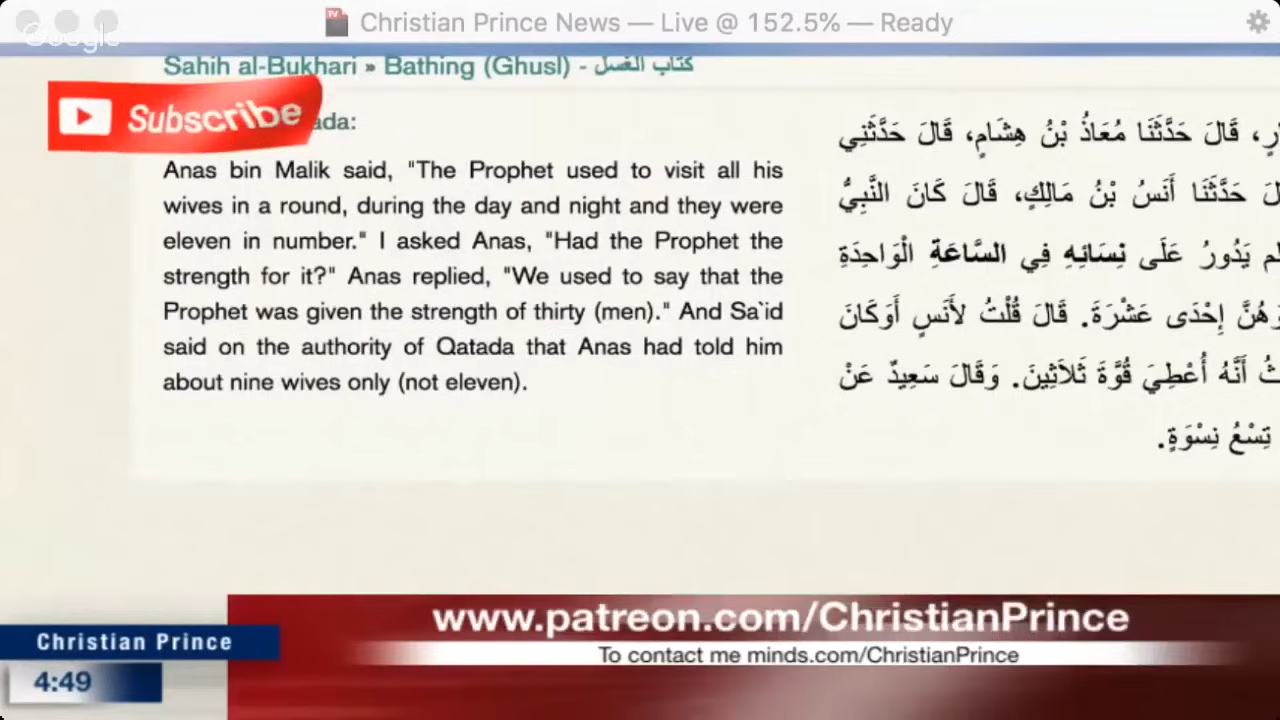 Christian Prince News — Live @ 152.5% — Ready
Google
Sahih al-Bukhari » Bathing (Ghusl) - كتاب الغسل
Subscribe
ada:
Anas bin Malik said, "The Prophet used to visit all his
wives in a round, during the day and night and they were
eleven in number." I asked Anas, "Had the Prophet the
strength for it?" Anas replied, "We used to say that the
Prophet was given the strength of thirty (men)." And Sa`id
said on the authority of Qatada that Anas had told him
about nine wives only (not eleven).
قَالَ حَدَّثَنَا مُعَاذُ بْنُ هِشَامٍ، قَالَ حَدَّثَنِي
حَدَّثَنَا أَنَسُ بْنُ مَالِكٍ، قَالَ كَانَ النَّبِيُّ
يَدُورُ عَلَى نِسَائِهِ فِي السَّاعَةِ الْوَاحِدَةِ
وَهُنَّ إِحْدَى عَشْرَةَ. قَالَ قُلْتُ لأَنَسٍ أَوَكَانَ
أَنَّهُ أُعْطِيَ قُوَّةَ ثَلاَثِينَ. وَقَالَ سَعِيدٌ عَنْ
تِسْعُ نِسْوَةٍ.
www.patreon.com/ChristianPrince
Christian Prince
To contact me minds.com/ChristianPrince
4:49